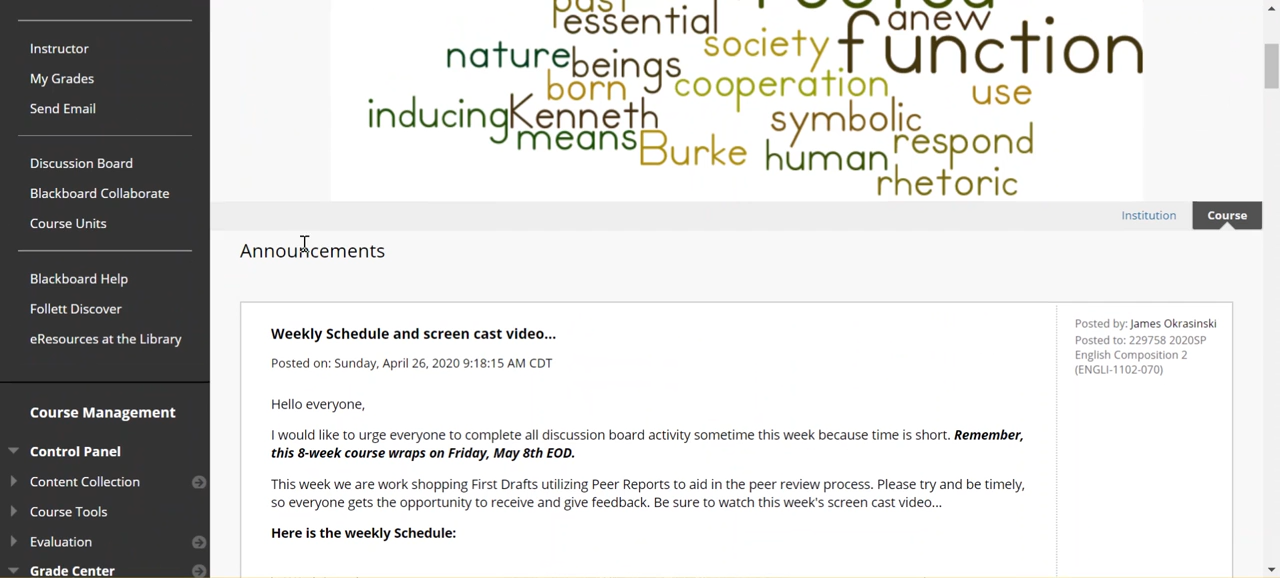 Instructor
My Grades
Send Email
Discussion Board
Blackboard Collaborate
Course Units
Blackboard Help
Follett Discover
eResources at the Library
Course Management
Control Panel
Content Collection
Course Tools
Evaluation
Grade Center
past
essential
anew
society
function
nature
beings
born
cooperation
use
inducing
Kenneth
symbolic
means
respond
Burke
human
rhetoric
Institution
Course
Announcements
Weekly Schedule and screen cast video...
Posted on: Sunday, April 26, 2020 9:18:15 AM CDT
Hello everyone,
I would like to urge everyone to complete all discussion board activity sometime this week because time is short. Remember,
this 8-week course wraps on Friday, May 8th EOD.
This week we are work shopping First Drafts utilizing Peer Reports to aid in the peer review process. Please try and be timely,
so everyone gets the opportunity to receive and give feedback. Be sure to watch this week's screen cast video...
Here is the weekly Schedule:
Posted by: James Okrasinski
Posted to: 229758 2020SP
English Composition 2
(ENGLI-1102-070)